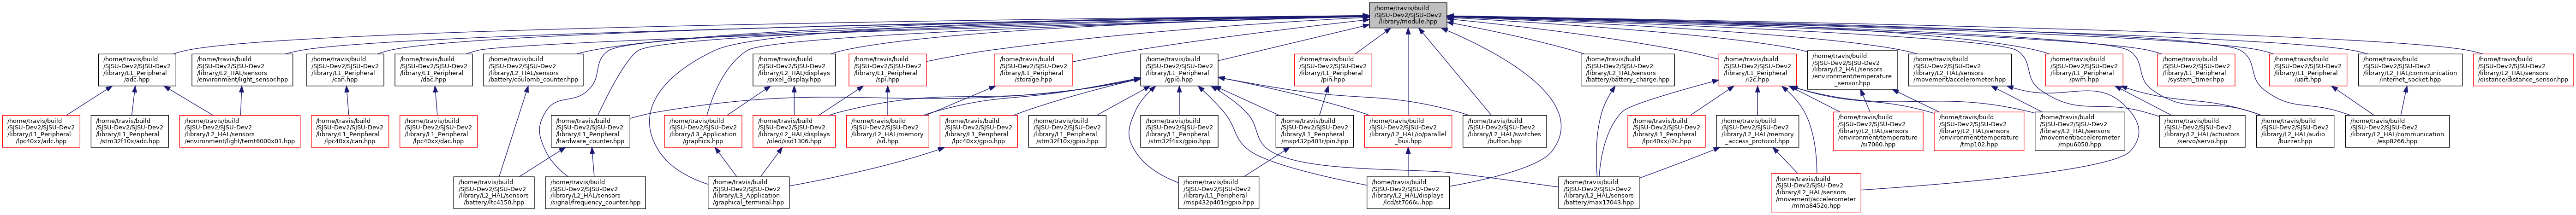 /home/travis/build
/SJSU-Dev2/SJSU-Dev2
/library/module.hpp
/home/travis/build
/SJSU-Dev2/SJSU-Dev2
/library/L1_Peripheral
/adc.hpp
/home/travis/build
/SJSU-Dev2/SJSU-Dev2
/library/L2_HAL/sensors
/environment/light_sensor.hpp
/home/travis/build
/SJSU-Dev2/SJSU-Dev2
/library/L1_Peripheral
/can.hpp
/home/travis/build
/SJSU-Dev2/SJSU-Dev2
/library/L1_Peripheral
/dac.hpp
/home/travis/build
/SJSU-Dev2/SJSU-Dev2
/library/L2_HAL/sensors
/battery/coulomb_counter.hpp
/home/travis/build
/SJSU-Dev2/SJSU-Dev2
/library/L2_HAL/displays
/pixel_display.hpp
/home/travis/build
/SJSU-Dev2/SJSU-Dev2
/library/L1_Peripheral
/spi.hpp
/home/travis/build
/SJSU-Dev2/SJSU-Dev2
/library/L1_Peripheral
/storage.hpp
/home/travis/build
/SJSU-Dev2/SJSU-Dev2
/library/L1_Peripheral
/gpio.hpp
/home/travis/build
/SJSU-Dev2/SJSU-Dev2
/library/L1_Peripheral
/pin.hpp
/home/travis/build
/SJSU-Dev2/SJSU-Dev2
/library/L2_HAL/sensors
/battery/battery_charge.hpp
/home/travis/build
/SJSU-Dev2/SJSU-Dev2
/library/L1_Peripheral
/i2c.hpp
/home/travis/build
/SJSU-Dev2/SJSU-Dev2
/library/L2_HAL/sensors
/environment/temperature
_sensor.hpp
/home/travis/build
/SJSU-Dev2/SJSU-Dev2
/library/L2_HAL/sensors
/movement/accelerometer.hpp
/home/travis/build
/SJSU-Dev2/SJSU-Dev2
/library/L1_Peripheral
/pwm.hpp
/home/travis/build
/SJSU-Dev2/SJSU-Dev2
/library/L1_Peripheral
/system_timer.hpp
/home/travis/build
/SJSU-Dev2/SJSU-Dev2
/library/L1_Peripheral
/uart.hpp
/home/travis/build
/SJSU-Dev2/SJSU-Dev2
/library/L2_HAL/communication
/internet_socket.hpp
/home/travis/build
/SJSU-Dev2/SJSU-Dev2
/library/L2_HAL/sensors
/distance/distance_sensor.hpp
/home/travis/build
/SJSU-Dev2/SJSU-Dev2
/library/L1_Peripheral
/lpc40xx/adc.hpp
/home/travis/build
/SJSU-Dev2/SJSU-Dev2
/library/L1_Peripheral
/stm32f10x/adc.hpp
/home/travis/build
/SJSU-Dev2/SJSU-Dev2
/library/L2_HAL/sensors
/environment/light/temt6000x01.hpp
/home/travis/build
/SJSU-Dev2/SJSU-Dev2
/library/L1_Peripheral
/lpc40xx/can.hpp
/home/travis/build
/SJSU-Dev2/SJSU-Dev2
/library/L1_Peripheral
/lpc40xx/dac.hpp
/home/travis/build
/SJSU-Dev2/SJSU-Dev2
/library/L1_Peripheral
/hardware_counter.hpp
/home/travis/build
/SJSU-Dev2/SJSU-Dev2
/library/L3_Application
/graphics.hpp
/home/travis/build
/SJSU-Dev2/SJSU-Dev2
/library/L2_HAL/displays
/oled/ssd1306.hpp
/home/travis/build
/SJSU-Dev2/SJSU-Dev2
/library/L2_HAL/memory
/sd.hpp
/home/travis/build
/SJSU-Dev2/SJSU-Dev2
/library/L1_Peripheral
/lpc40xx/gpio.hpp
/home/travis/build
/SJSU-Dev2/SJSU-Dev2
/library/L1_Peripheral
/stm32f10x/gpio.hpp
/home/travis/build
/SJSU-Dev2/SJSU-Dev2
/library/L1_Peripheral
/stm32f4xx/gpio.hpp
/home/travis/build
/SJSU-Dev2/SJSU-Dev2
/library/L1_Peripheral
/msp432p401r/pin.hpp
/home/travis/build
/SJSU-Dev2/SJSU-Dev2
/library/L2_HAL/io/parallel
_bus.hpp
/home/travis/build
/SJSU-Dev2/SJSU-Dev2
/library/L2_HAL/switches
/button.hpp
/home/travis/build
/SJSU-Dev2/SJSU-Dev2
/library/L1_Peripheral
/lpc40xx/i2c.hpp
/home/travis/build
/SJSU-Dev2/SJSU-Dev2
/library/L2_HAL/memory
_access_protocol.hpp
/home/travis/build
/SJSU-Dev2/SJSU-Dev2
/library/L2_HAL/sensors
/environment/temperature
/si7060.hpp
/home/travis/build
/SJSU-Dev2/SJSU-Dev2
/library/L2_HAL/sensors
/environment/temperature
/tmp102.hpp
/home/travis/build
/SJSU-Dev2/SJSU-Dev2
/library/L2_HAL/sensors
/movement/accelerometer
/mpu6050.hpp
/home/travis/build
/SJSU-Dev2/SJSU-Dev2
/library/L2_HAL/actuators
/servo/servo.hpp
/home/travis/build
/SJSU-Dev2/SJSU-Dev2
/library/L2_HAL/audio
/buzzer.hpp
/home/travis/build
/SJSU-Dev2/SJSU-Dev2
/library/L2_HAL/communication
/esp8266.hpp
/home/travis/build
/SJSU-Dev2/SJSU-Dev2
/library/L2_HAL/sensors
/battery/ltc4150.hpp
/home/travis/build
/SJSU-Dev2/SJSU-Dev2
/library/L2_HAL/sensors
/signal/frequency_counter.hpp
/home/travis/build
/SJSU-Dev2/SJSU-Dev2
/library/L3_Application
/graphical_terminal.hpp
/home/travis/build
/SJSU-Dev2/SJSU-Dev2
/library/L1_Peripheral
/msp432p401r/gpio.hpp
/home/travis/build
/SJSU-Dev2/SJSU-Dev2
/library/L2_HAL/displays
/lcd/st7066u.hpp
/home/travis/build
/SJSU-Dev2/SJSU-Dev2
/library/L2_HAL/sensors
/battery/max17043.hpp
/home/travis/build
/SJSU-Dev2/SJSU-Dev2
/library/L2_HAL/sensors
/movement/accelerometer
/mma8452q.hpp